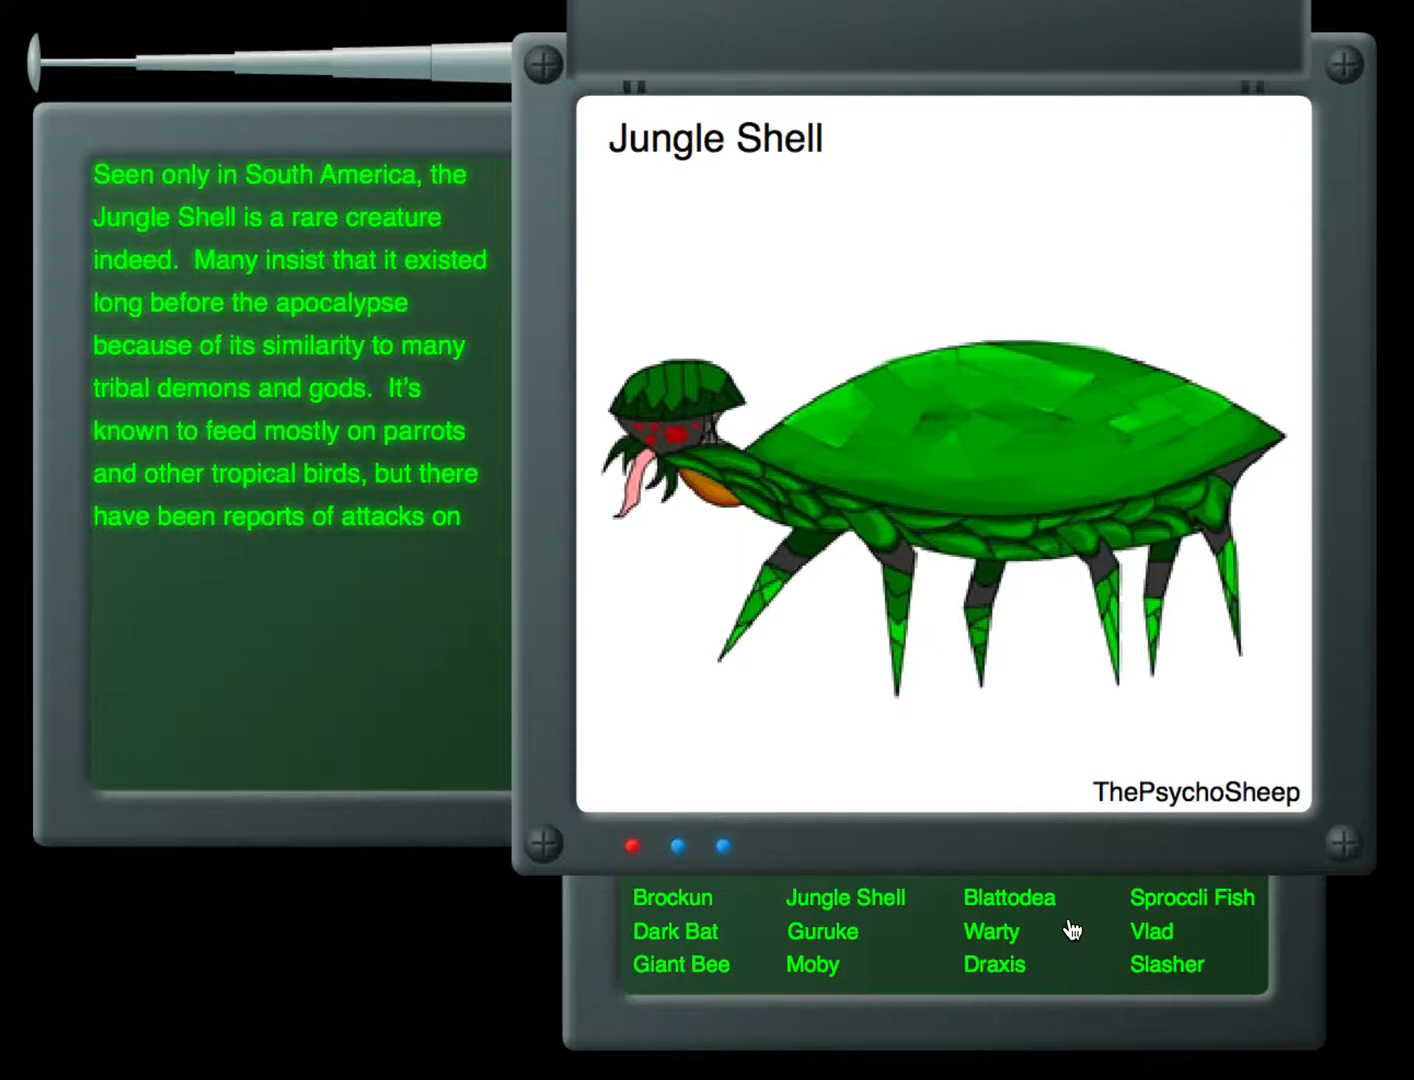 Seen only in South America, the
Jungle Shell is a rare creature
indeed.  Many insist that it existed
long before the apocalypse
because of its similarity to many
tribal demons and gods.  It's
known to feed mostly on parrots
and other tropical birds, but there
have been reports of attacks on
Jungle Shell
ThePsychoSheep
Brockun Jungle Shell Blattodea Sproccli Fish
Dark Bat Guruke Warty Vlad
Giant Bee Moby Draxis Slasher